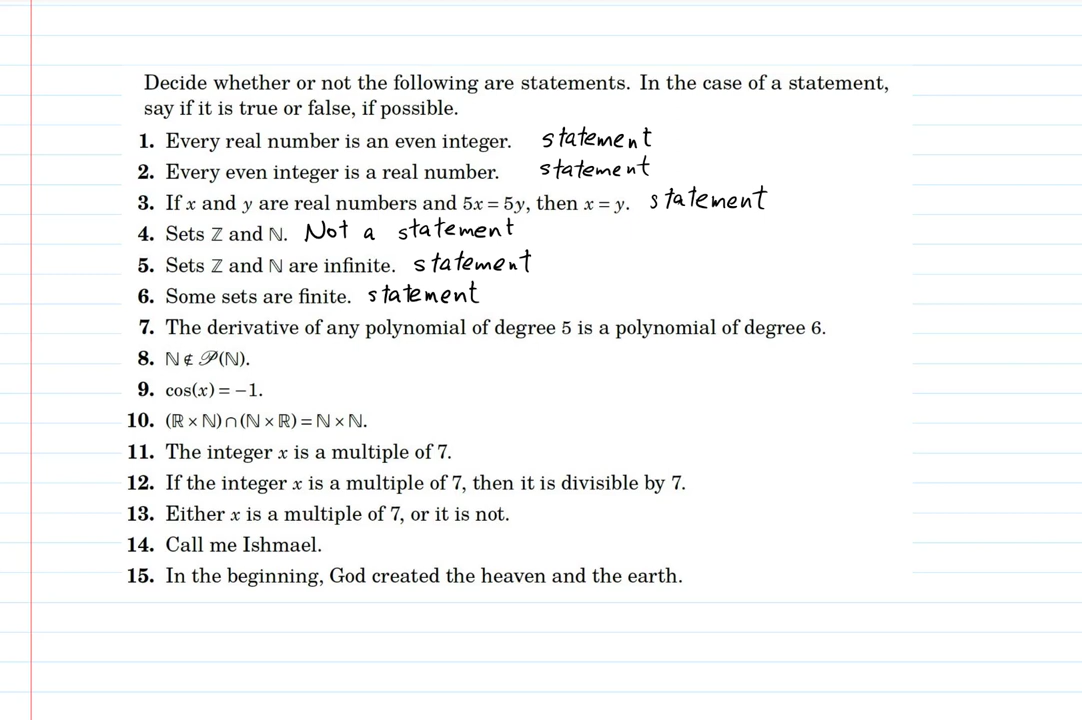 Decide whether or not the following are statements. In the case of a statement,
say if it is true or false, if possible.
1. Every real number is an even integer. statement
2. Every even integer is a real number. statement
3. If x and y are real numbers and 5x = 5y, then x = y. statement
4. Sets ℤ and ℕ. Not a statement
5. Sets ℤ and ℕ are infinite. statement
6. Some sets are finite. statement
7. The derivative of any polynomial of degree 5 is a polynomial of degree 6.
8. ℕ ∉ 𝒫(ℕ).
9. cos(x) = −1.
10. (ℝ × ℕ) ∩ (ℕ × ℝ) = ℕ × ℕ.
11. The integer x is a multiple of 7.
12. If the integer x is a multiple of 7, then it is divisible by 7.
13. Either x is a multiple of 7, or it is not.
14. Call me Ishmael.
15. In the beginning, God created the heaven and the earth.